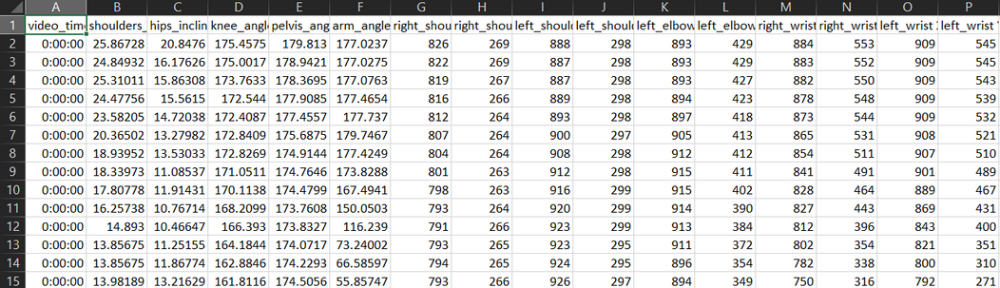 A B C D E F G H I J K L M N O P
1 video_time shoulders_ hips_inclin knee_angl pelvis_ang arm_angle right_shou right_shou left_should left_should left_elbow left_elbow right_wrist right_wrist left_wrist left_wrist
2 0:00:00 25.86728 20.8476 175.4575 179.813 177.0237 826 269 888 298 893 429 884 553 909 545
3 0:00:00 24.84932 16.17626 175.0017 178.9421 177.0275 822 269 887 298 893 429 883 552 909 545
4 0:00:00 25.31011 15.86308 173.7633 178.3695 177.0763 819 267 887 298 893 427 882 550 909 543
5 0:00:00 24.47756 15.5615 172.544 177.9085 177.4654 816 266 889 298 894 423 878 548 909 539
6 0:00:00 23.58205 14.72038 172.4087 177.4557 177.737 812 264 893 298 897 418 873 544 909 532
7 0:00:00 20.36502 13.27982 172.8409 175.6875 179.7467 807 264 900 297 905 413 865 531 908 521
8 0:00:00 18.93952 13.53033 172.8269 174.9144 177.4249 804 264 908 298 912 412 854 511 907 510
9 0:00:00 18.33973 11.08537 171.0511 174.7646 173.8288 801 263 912 298 915 411 841 491 901 489
10 0:00:00 17.80778 11.91431 170.1138 174.4799 167.4941 798 263 916 299 915 402 828 464 889 467
11 0:00:00 16.25738 10.76714 168.2099 173.7608 150.0503 793 264 920 299 914 390 827 443 869 431
12 0:00:00 14.893 10.46647 166.393 173.8327 116.239 791 266 923 299 913 384 812 396 843 400
13 0:00:00 13.85675 11.25155 164.1844 174.0717 73.24002 793 265 923 295 911 372 802 354 821 351
14 0:00:00 13.85675 11.86774 162.8846 174.2293 66.58597 794 265 924 295 896 354 782 338 800 310
15 0:00:00 13.98189 13.21629 161.8116 174.5056 55.85747 793 266 926 297 894 349 750 316 792 271